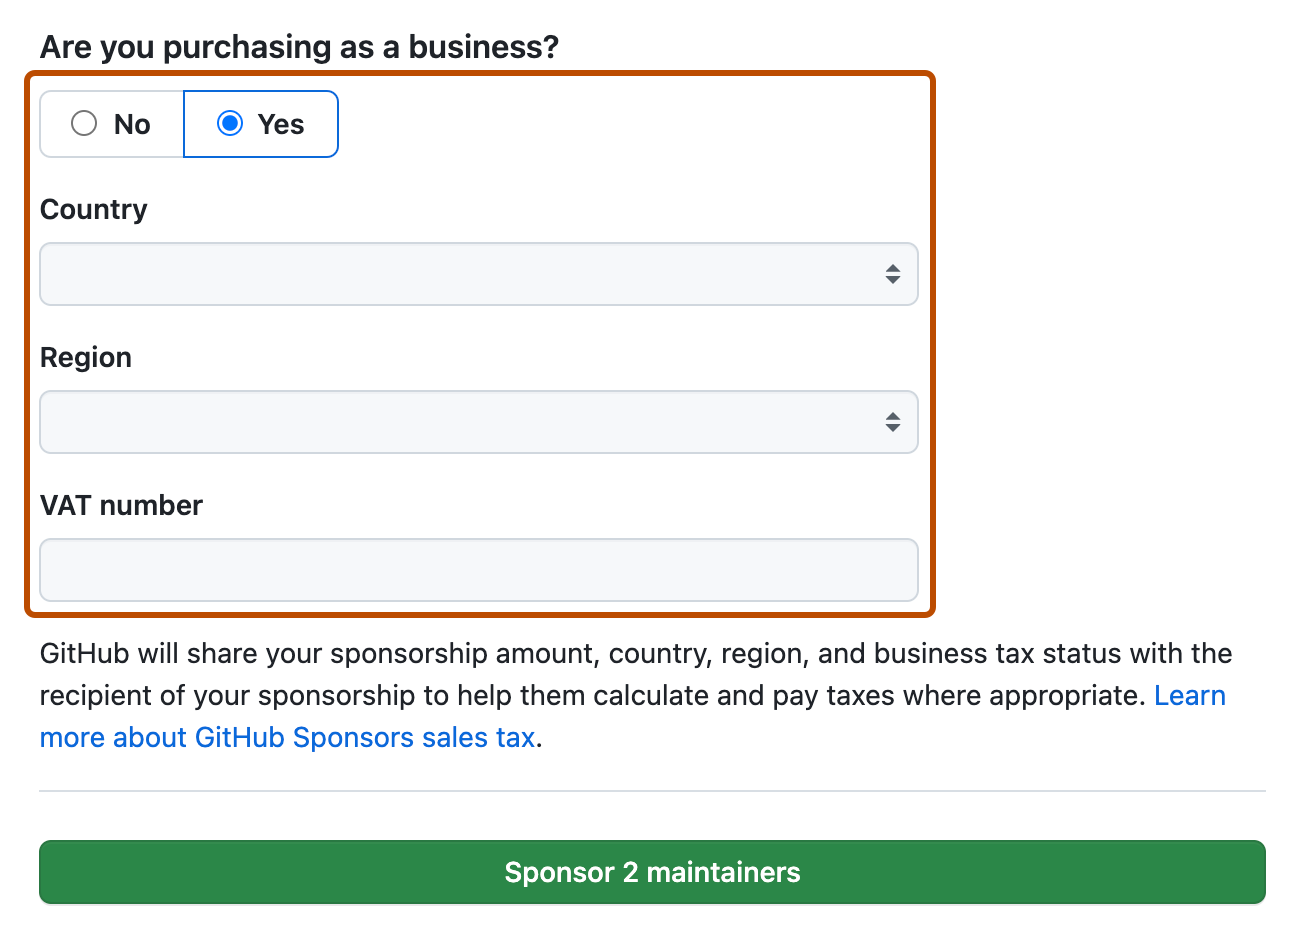 Are you purchasing as a business?
No
Yes
Country
Region
VAT number
GitHub will share your sponsorship amount, country, region, and business tax status with the
recipient of your sponsorship to help them calculate and pay taxes where appropriate. Learn
more about GitHub Sponsors sales tax.
Sponsor 2 maintainers